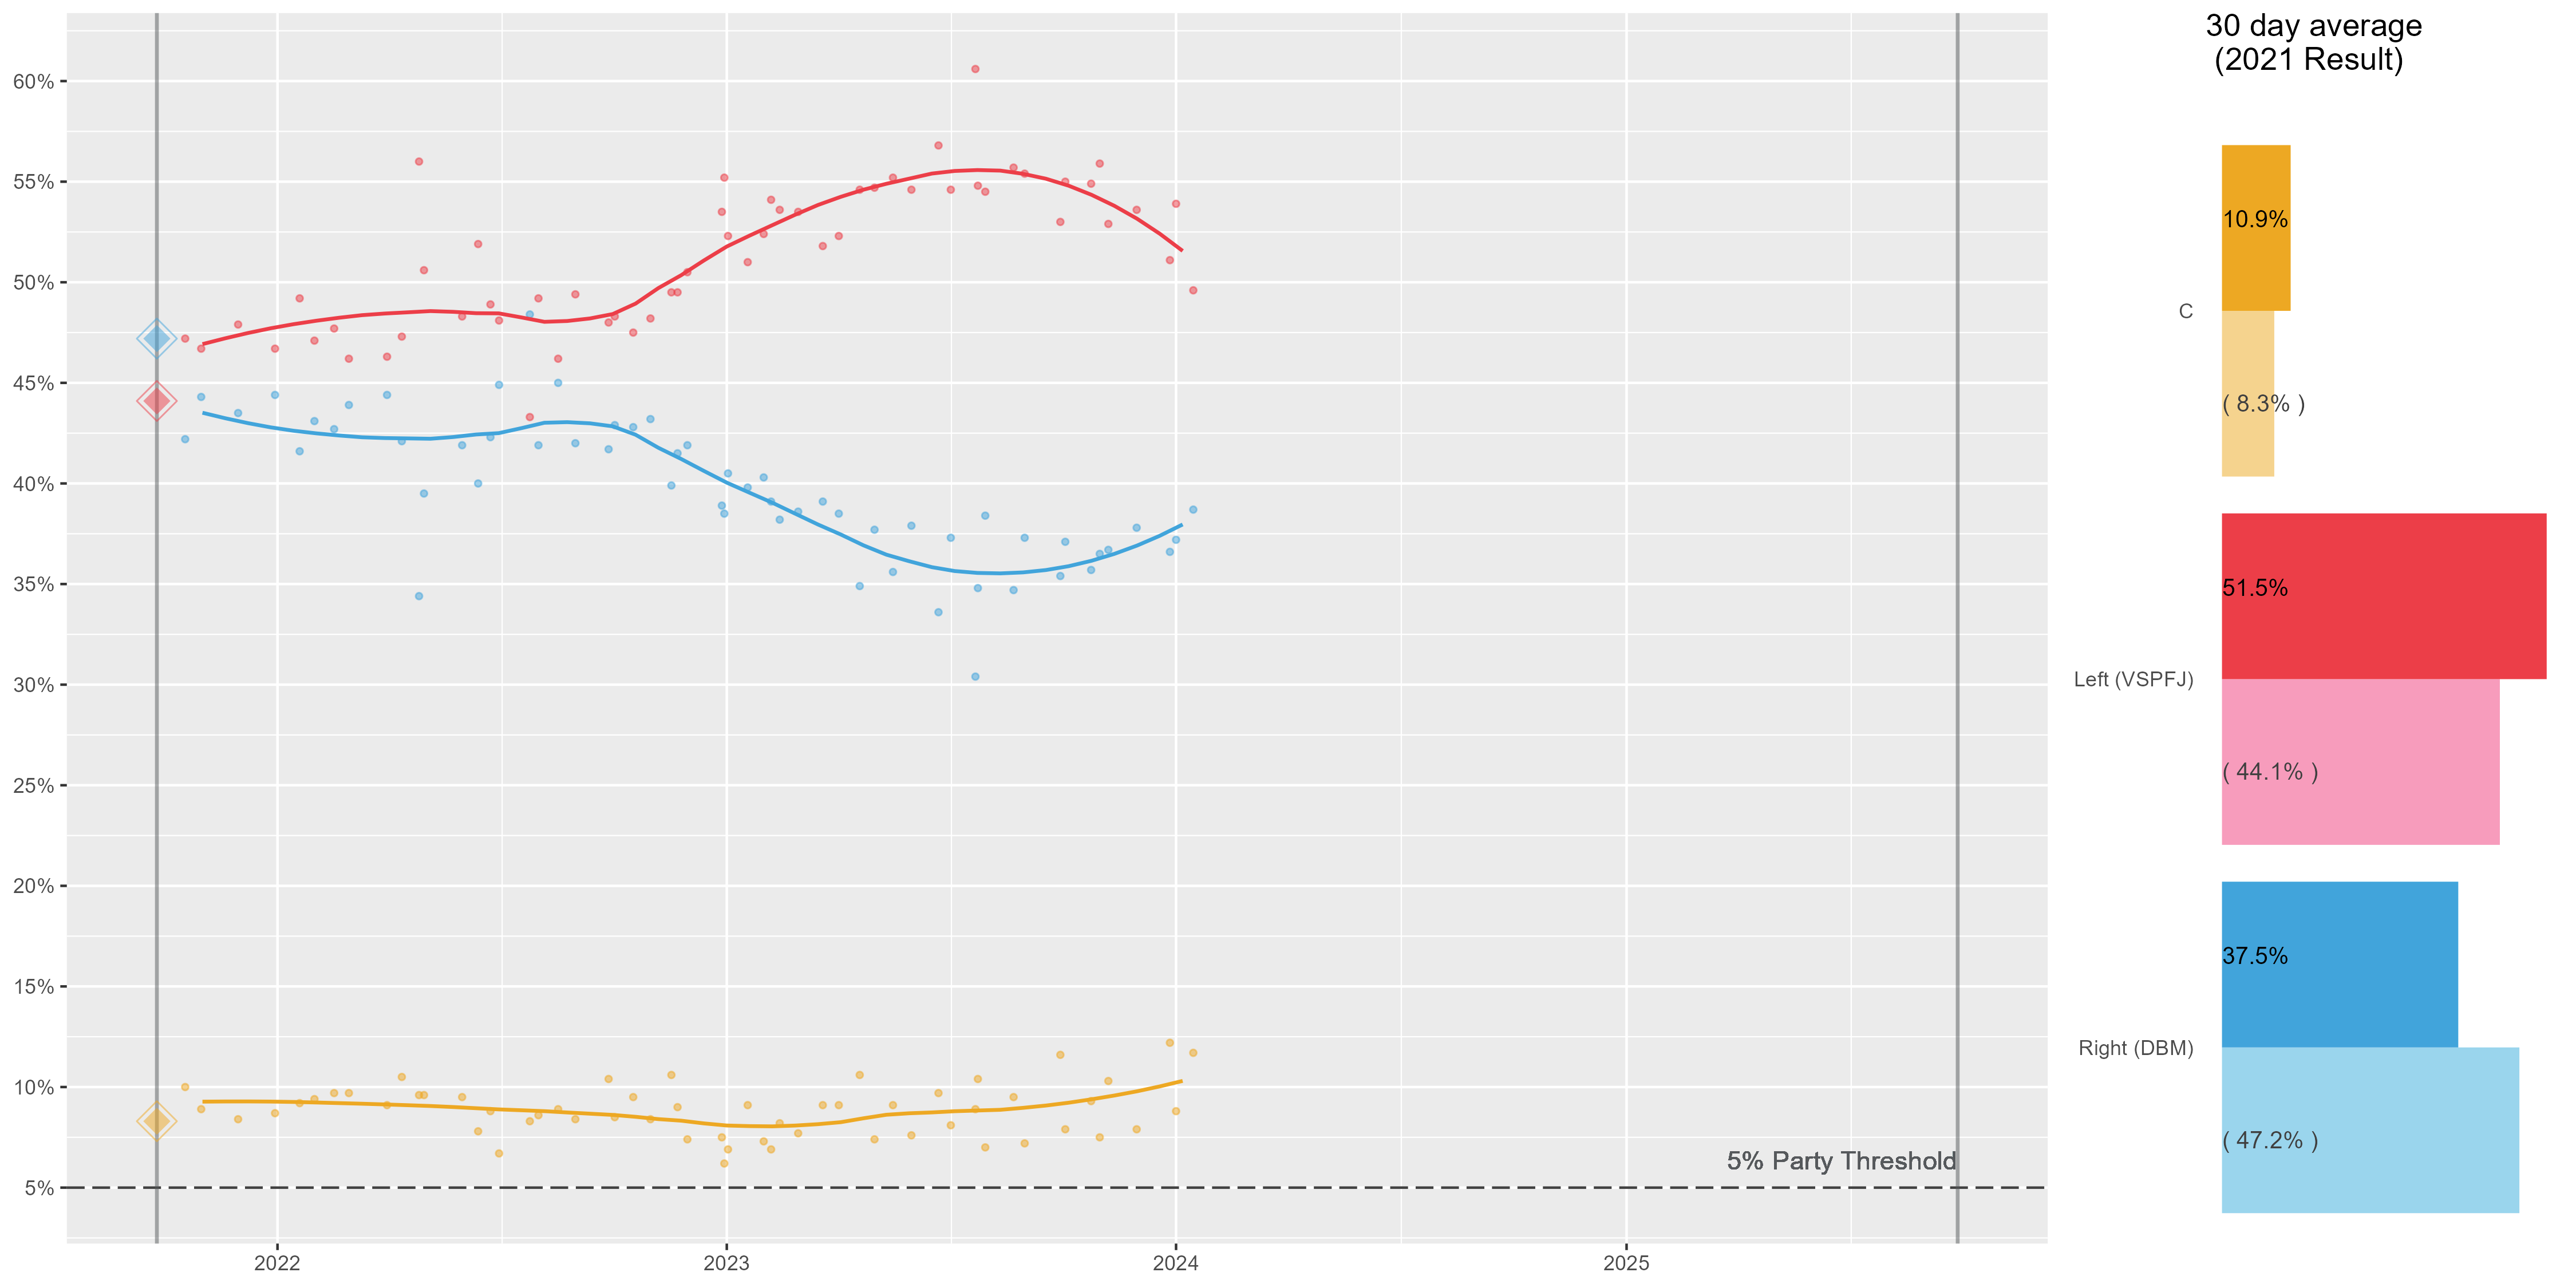 30 day average
(2021 Result)
60%
55%
50%
45%
40%
35%
30%
25%
20%
15%
10%
5%
5% Party Threshold
2022
2023
2024
2025
C
10.9%
( 8.3% )
Left (VSPFJ)
51.5%
( 44.1% )
Right (DBM)
37.5%
( 47.2% )